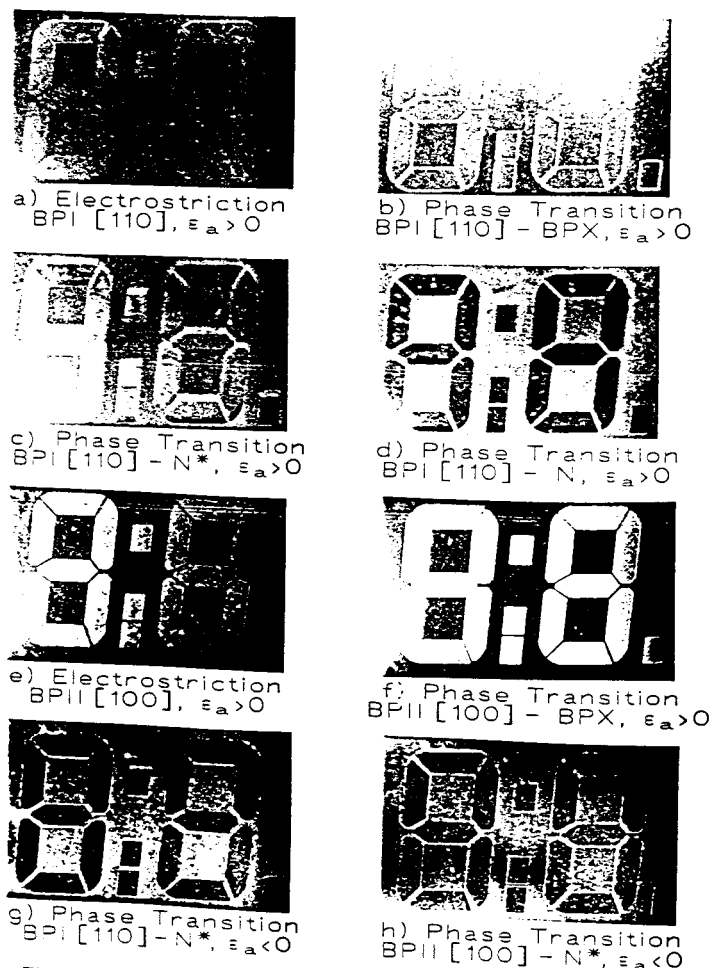 a) Electrostriction
BPI [110], εa>0
b) Phase Transition
BPI [110] - BPX, εa>0
c) Phase Transition
BPI [110] - N*, εa>0
d) Phase Transition
BPI [110] - N, εa>0
e) Electrostriction
BPII [100], εa>0
f) Phase Transition
BPII [100] - BPX, εa>0
g) Phase Transition
BPI [110] - N*, εa<0
h) Phase Transition
BPII [100] - N*, εa<0